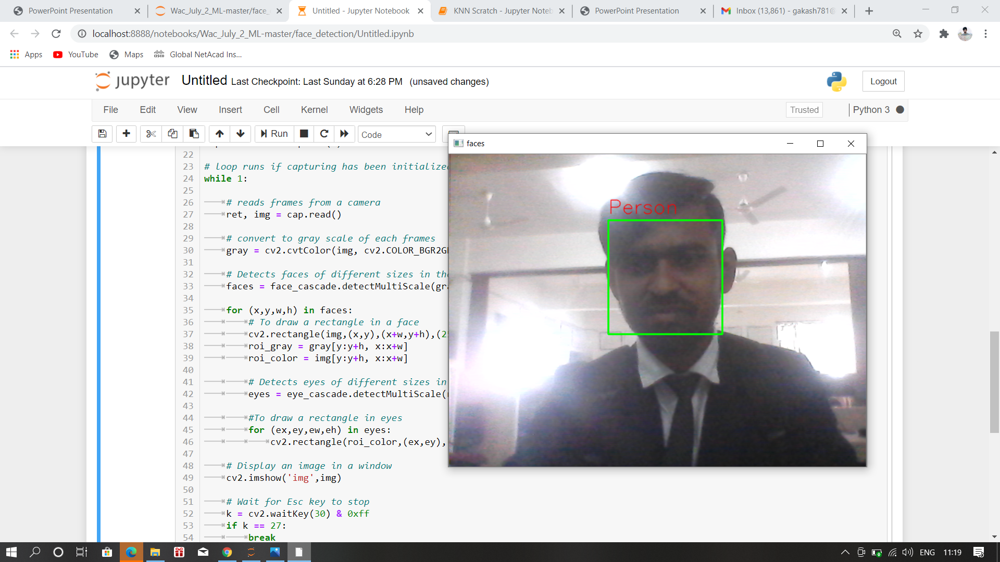 PowerPoint Presentation
Wac_July_2_ML-master/face_
Untitled - Jupyter Notebook
KNN Scratch - Jupyter Noteb
PowerPoint Presentation
Inbox (13,861) - gakash781@
localhost:8888/notebooks/Wac_July_2_ML-master/face_detection/Untitled.ipynb
Apps
YouTube
Maps
Global NetAcad Ins...
jupyter Untitled Last Checkpoint: Last Sunday at 6:28 PM (unsaved changes)
Logout
File Edit View Insert Cell Kernel Widgets Help
Trusted
Python 3
Run
Code
faces
Person
22
23 # loop runs if capturing has been initialized
24 while 1:
25
26 # reads frames from a camera
27 ret, img = cap.read()
28
29 # convert to gray scale of each frames
30 gray = cv2.cvtColor(img, cv2.COLOR_BGR2G
31
32 # Detects faces of different sizes in the
33 faces = face_cascade.detectMultiScale(gr
34
35 for (x,y,w,h) in faces:
36 # To draw a rectangle in a face
37 cv2.rectangle(img,(x,y),(x+w,y+h),(2
38 roi_gray = gray[y:y+h, x:x+w]
39 roi_color = img[y:y+h, x:x+w]
40
41 # Detects eyes of different sizes in
42 eyes = eye_cascade.detectMultiScale(
43
44 #To draw a rectangle in eyes
45 for (ex,ey,ew,eh) in eyes:
46 cv2.rectangle(roi_color,(ex,ey),
47
48 # Display an image in a window
49 cv2.imshow('img',img)
50
51 # Wait for Esc key to stop
52 k = cv2.waitKey(30) & 0xff
53 if k == 27:
54 break
ENG 11:19